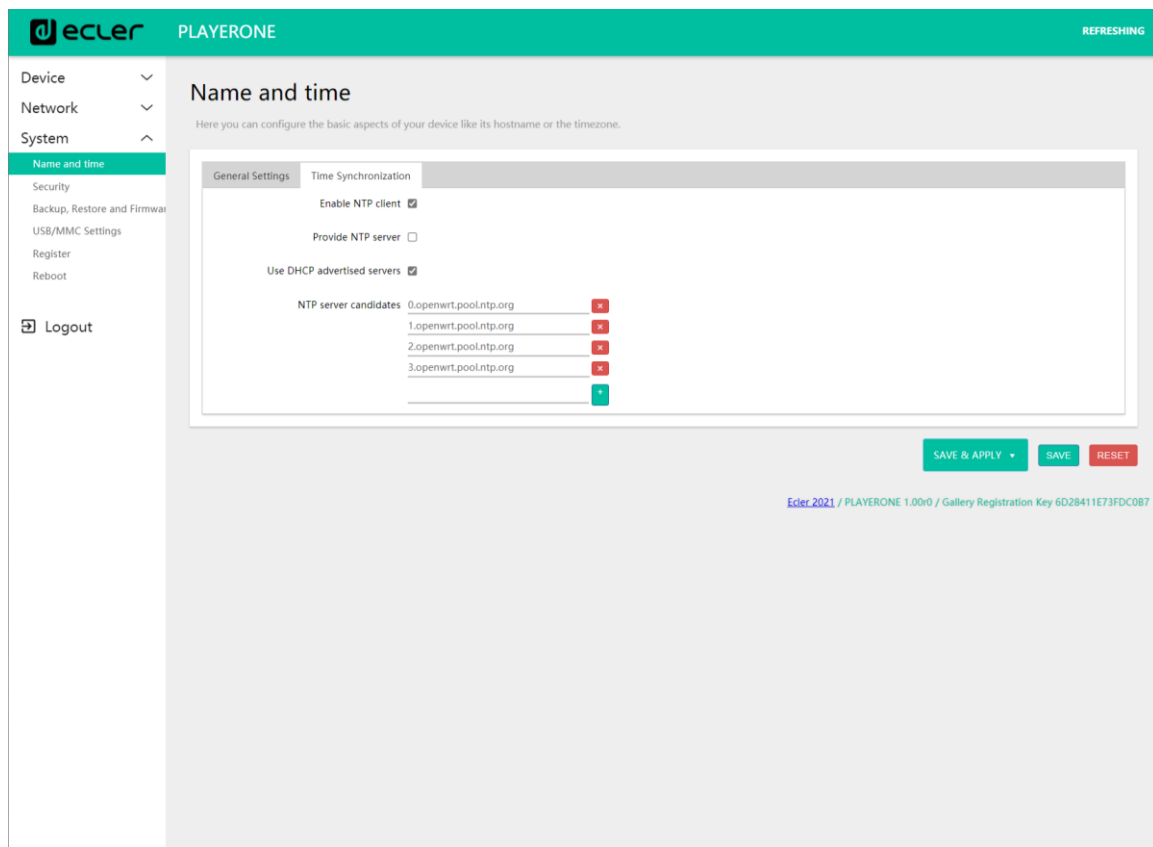 ecler PLAYERONE REFRESHING
Device
Network
System
Name and time
Security
Backup, Restore and Firmwar
USB/MMC Settings
Register
Reboot
Logout
Name and time
Here you can configure the basic aspects of your device like its hostname or the timezone.
General Settings Time Synchronization
Enable NTP client
Provide NTP server
Use DHCP advertised servers
NTP server candidates 0.openwrt.pool.ntp.org ×
1.openwrt.pool.ntp.org ×
2.openwrt.pool.ntp.org ×
3.openwrt.pool.ntp.org ×
+
SAVE & APPLY SAVE RESET
Ecler 2021 / PLAYERONE 1.00r0 / Gallery Registration Key 6D28411E73FDC0B7